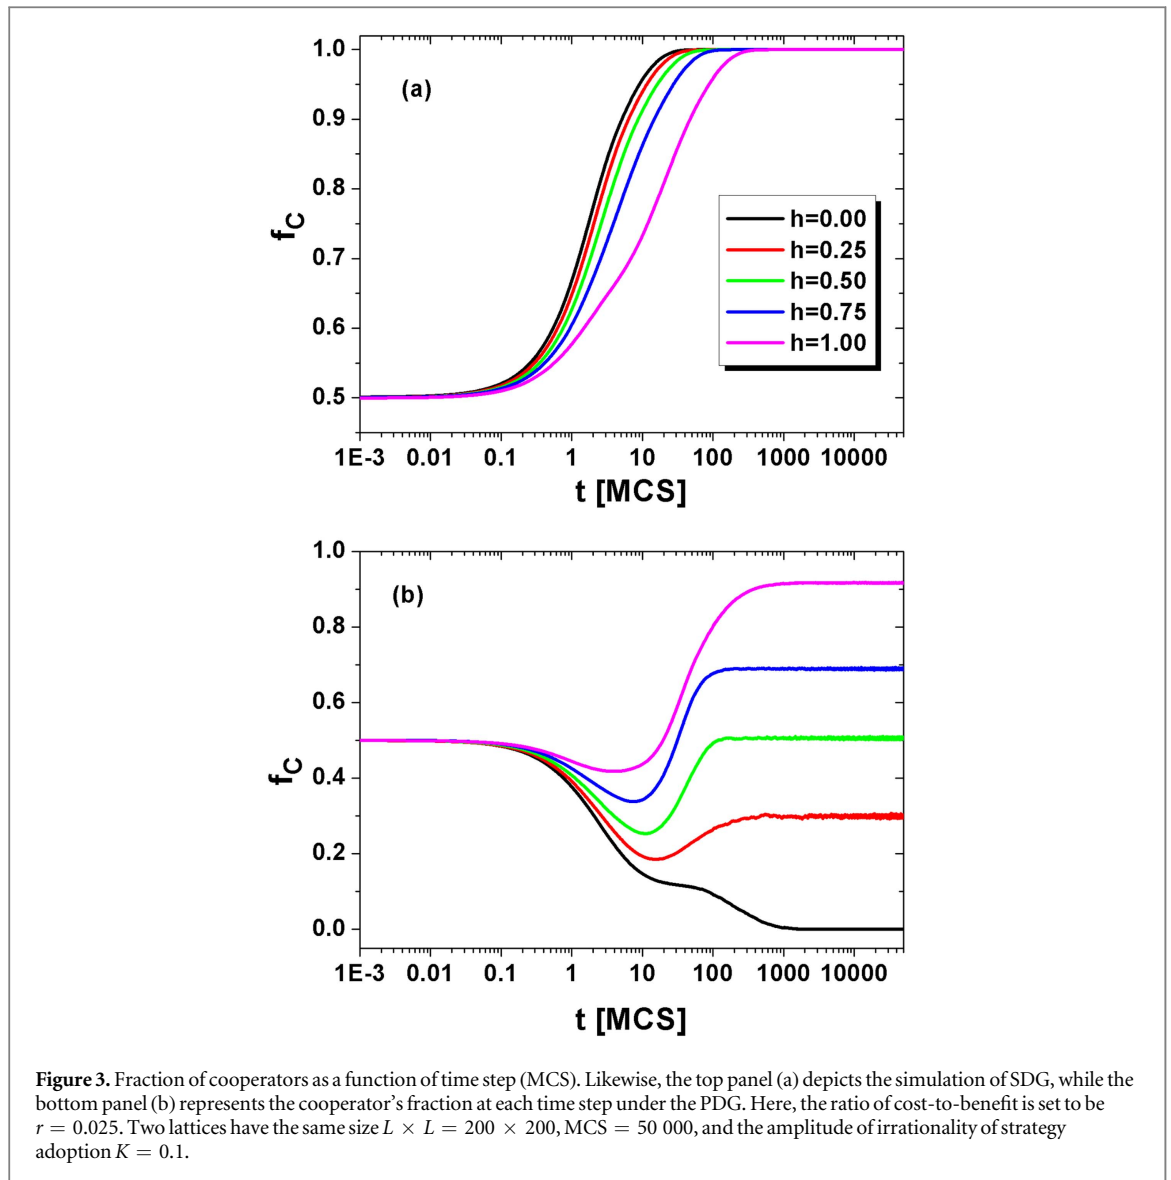 1.0
(a)
0.9
0.8
h=0.00
fC
h=0.25
0.7
h=0.50
h=0.75
0.6
h=1.00
0.5
1E-3 0.01 0.1 1 10 100 1000 10000
t [MCS]
1.0
(b)
0.8
0.6
fC
0.4
0.2
0.0
1E-3 0.01 0.1 1 10 100 1000 10000
t [MCS]
Figure 3. Fraction of cooperators as a function of time step (MCS). Likewise, the top panel (a) depicts the simulation of SDG, while the
bottom panel (b) represents the cooperator's fraction at each time step under the PDG. Here, the ratio of cost-to-benefit is set to be
r = 0.025. Two lattices have the same size L × L = 200 × 200, MCS = 50 000, and the amplitude of irrationality of strategy
adoption K = 0.1.